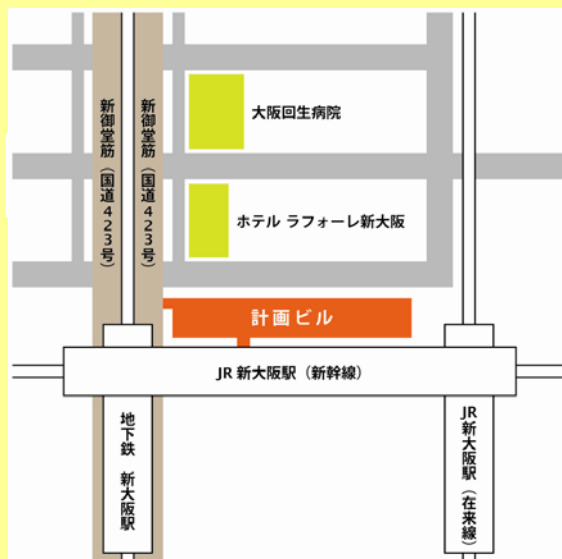 新御堂筋（国道423号）
新御堂筋（国道423号）
大阪回生病院
ホテル ラフォーレ新大阪
計画ビル
JR 新大阪駅（新幹線）
地下鉄 新大阪駅
JR新大阪駅（在来線）